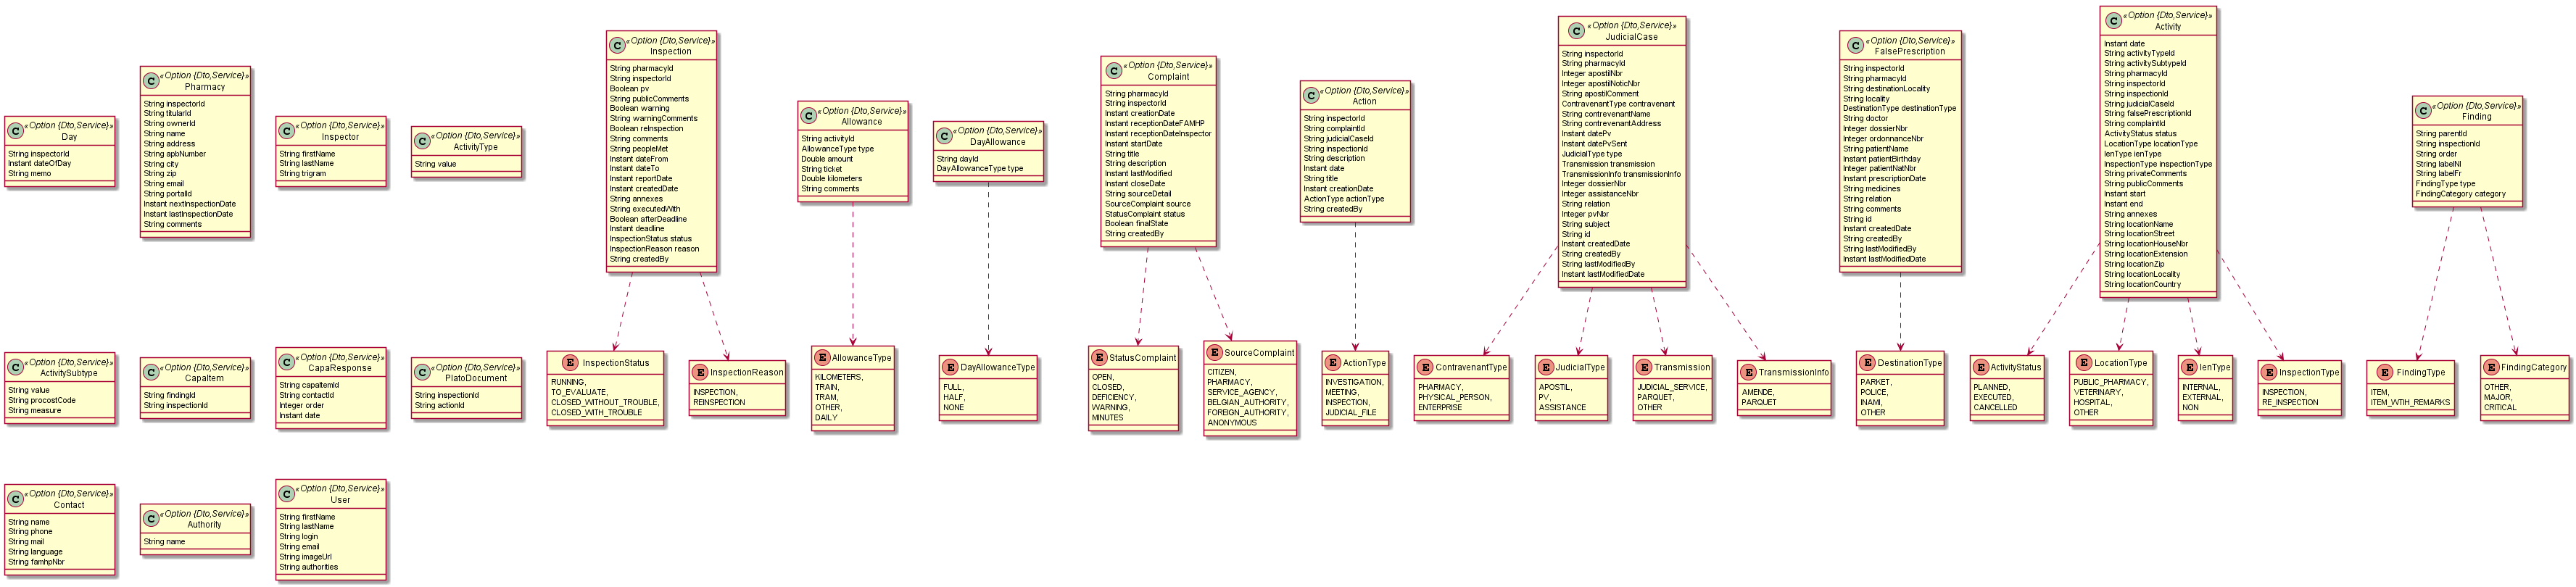 C «Option {Dto,Service}»
Day
String inspectorId
Instant dateOfDay
String memo
C «Option {Dto,Service}»
Pharmacy
String inspectorId
String titularId
String ownerId
String name
String address
String apbNumber
String city
String zip
String email
String portalId
Instant nextInspectionDate
Instant lastInspectionDate
String comments
C «Option {Dto,Service}»
Inspector
String firstName
String lastName
String trigram
C «Option {Dto,Service}»
ActivityType
String value
C «Option {Dto,Service}»
Inspection
String pharmacyId
String inspectorId
Boolean pv
String publicComments
Boolean warning
String warningComments
Boolean reInspection
String comments
String peopleMet
Instant dateFrom
Instant dateTo
Instant reportDate
Instant createdDate
String annexes
String executedWith
Boolean afterDeadline
Instant deadline
InspectionStatus status
InspectionReason reason
String createdBy
C «Option {Dto,Service}»
Allowance
String activityId
AllowanceType type
Double amount
String ticket
Double kilometers
String comments
C «Option {Dto,Service}»
DayAllowance
String dayId
DayAllowanceType type
C «Option {Dto,Service}»
Complaint
String pharmacyId
String inspectorId
Instant creationDate
Instant receptionDateFAMHP
Instant receptionDateInspector
Instant startDate
String title
String description
Instant lastModified
Instant closeDate
String sourceDetail
SourceComplaint source
StatusComplaint status
Boolean finalState
String createdBy
C «Option {Dto,Service}»
Action
String inspectorId
String complaintId
String judicialCaseId
String inspectionId
String description
Instant date
String title
Instant creationDate
ActionType actionType
String createdBy
C «Option {Dto,Service}»
JudicialCase
String inspectorId
String pharmacyId
Integer apostilNbr
Integer apostilNoticNbr
String apostilComment
ContravenantType contravenant
String contrevenantName
String contrevenantAddress
Instant datePv
Instant datePvSent
JudicialType type
Transmission transmission
TransmissionInfo transmissionInfo
Integer dossierNbr
Integer assistanceNbr
String relation
Integer pvNbr
String subject
String id
Instant createdDate
String createdBy
String lastModifiedBy
Instant lastModifiedDate
C «Option {Dto,Service}»
FalsePrescription
String inspectorId
String pharmacyId
String destinationLocality
String locality
DestinationType destinationType
String doctor
Integer dossierNbr
Integer ordonnanceNbr
String patientName
Instant patientBirthday
Integer patientNatNbr
Instant prescriptionDate
String medicines
String relation
String comments
String id
Instant createdDate
String createdBy
String lastModifiedBy
Instant lastModifiedDate
C «Option {Dto,Service}»
Activity
Instant date
String activityTypeId
String activitySubtypeId
String pharmacyId
String inspectorId
String inspectionId
String judicialCaseId
String falsePrescriptionId
String complaintId
ActivityStatus status
LocationType locationType
IenType ienType
InspectionType inspectionType
String privateComments
String publicComments
Instant start
Instant end
String annexes
String locationName
String locationStreet
String locationHouseNbr
String locationExtension
String locationZip
String locationLocality
String locationCountry
C «Option {Dto,Service}»
Finding
String parentId
String inspectionId
String order
String labelNl
String labelFr
FindingType type
FindingCategory category
C «Option {Dto,Service}»
ActivitySubtype
String value
String procostCode
String measure
C «Option {Dto,Service}»
CapaItem
String findingId
String inspectionId
C «Option {Dto,Service}»
CapaResponse
String capaItemId
String contactId
Integer order
Instant date
C «Option {Dto,Service}»
PlatoDocument
String inspectionId
String actionId
E InspectionStatus
RUNNING,
TO_EVALUATE,
CLOSED_WITHOUT_TROUBLE,
CLOSED_WITH_TROUBLE
E InspectionReason
INSPECTION,
REINSPECTION
E AllowanceType
KILOMETERS,
TRAIN,
TRAM,
OTHER,
DAILY
E DayAllowanceType
FULL,
HALF,
NONE
E StatusComplaint
OPEN,
CLOSED,
DEFICIENCY,
WARNING,
MINUTES
E SourceComplaint
CITIZEN,
PHARMACY,
SERVICE_AGENCY,
BELGIAN_AUTHORITY,
FOREIGN_AUTHORITY,
ANONYMOUS
E ActionType
INVESTIGATION,
MEETING,
INSPECTION,
JUDICIAL_FILE
E ContravenantType
PHARMACY,
PHYSICAL_PERSON,
ENTERPRISE
E JudicialType
APOSTIL,
PV,
ASSISTANCE
E Transmission
JUDICIAL_SERVICE,
PARQUET,
OTHER
E TransmissionInfo
AMENDE,
PARQUET
E DestinationType
PARKET,
POLICE,
INAMI,
OTHER
E ActivityStatus
PLANNED,
EXECUTED,
CANCELLED
E LocationType
PUBLIC_PHARMACY,
VETERINARY,
HOSPITAL,
OTHER
E IenType
INTERNAL,
EXTERNAL,
NON
E InspectionType
INSPECTION,
RE_INSPECTION
E FindingType
ITEM,
ITEM_WTIH_REMARKS
E FindingCategory
OTHER,
MAJOR,
CRITICAL
C «Option {Dto,Service}»
Contact
String name
String phone
String mail
String language
String famhpNbr
C «Option {Dto,Service}»
Authority
String name
C «Option {Dto,Service}»
User
String firstName
String lastName
String login
String email
String imageUrl
String authorities